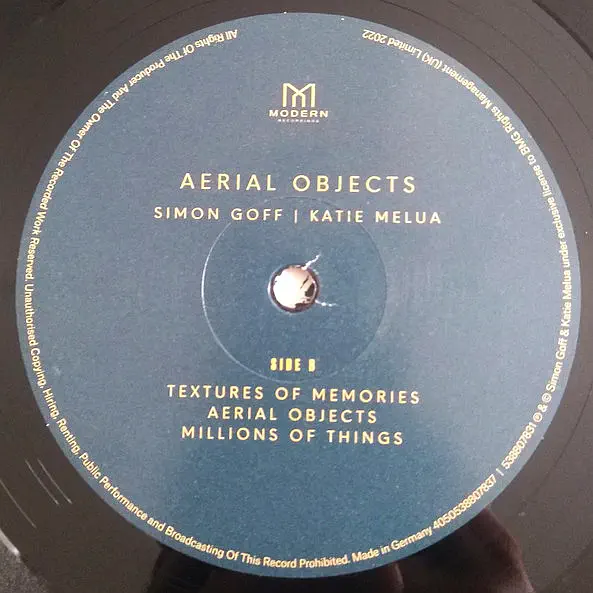 MODERN
RECORDINGS
AERIAL OBJECTS
SIMON GOFF | KATIE MELUA
SIDE B
TEXTURES OF MEMORIES
AERIAL OBJECTS
MILLIONS OF THINGS
All Rights Of The Producer And The Owner Of The Recorded Work Reserved. Unauthorised Copying, Hiring, Renting, Public Performance and Broadcasting Of This Record Prohibited. Made in Germany 4050538807837 | 538807831 ℗ & © Simon Goff & Katie Melua under exclusive license to BMG Rights Management (UK) Limited 2022